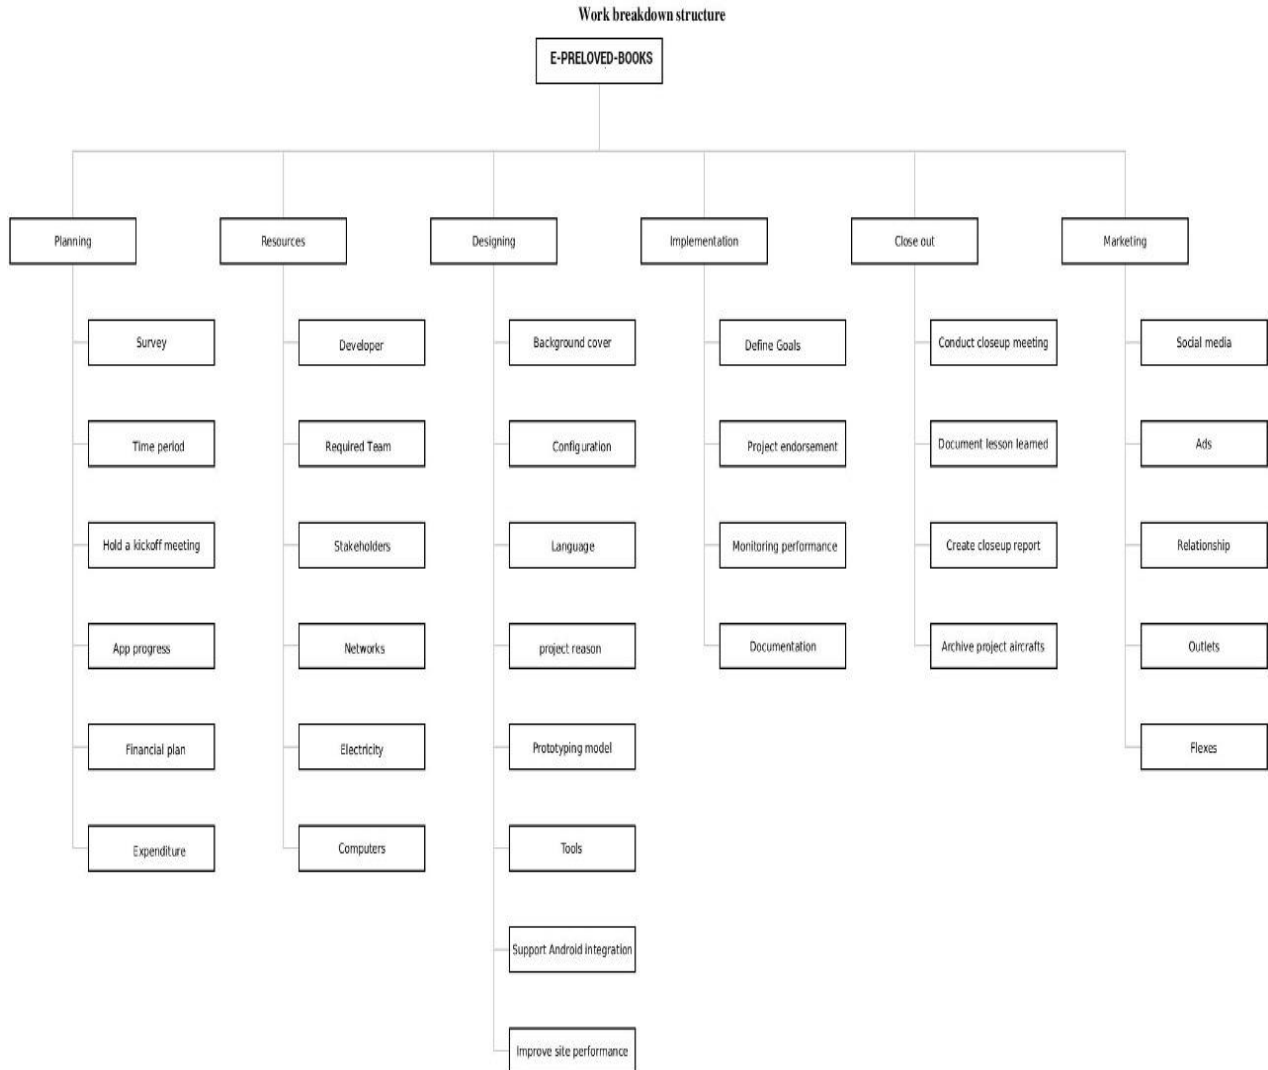 Work breakdown structure
E-PRELOVED-BOOKS
Planning
Resources
Designing
Implementation
Close out
Marketing
Survey
Developer
Background cover
Define Goals
Conduct closeup meeting
Social media
Time period
Required Team
Configuration
Project endorsement
Document lesson learned
Ads
Hold a kickoff meeting
Stakeholders
Language
Monitoring performance
Create closeup report
Relationship
App progress
Networks
project reason
Documentation
Archive project aircrafts
Outlets
Financial plan
Electricity
Prototyping model
Flexes
Expenditure
Computers
Tools
Support Android integration
Improve site performance